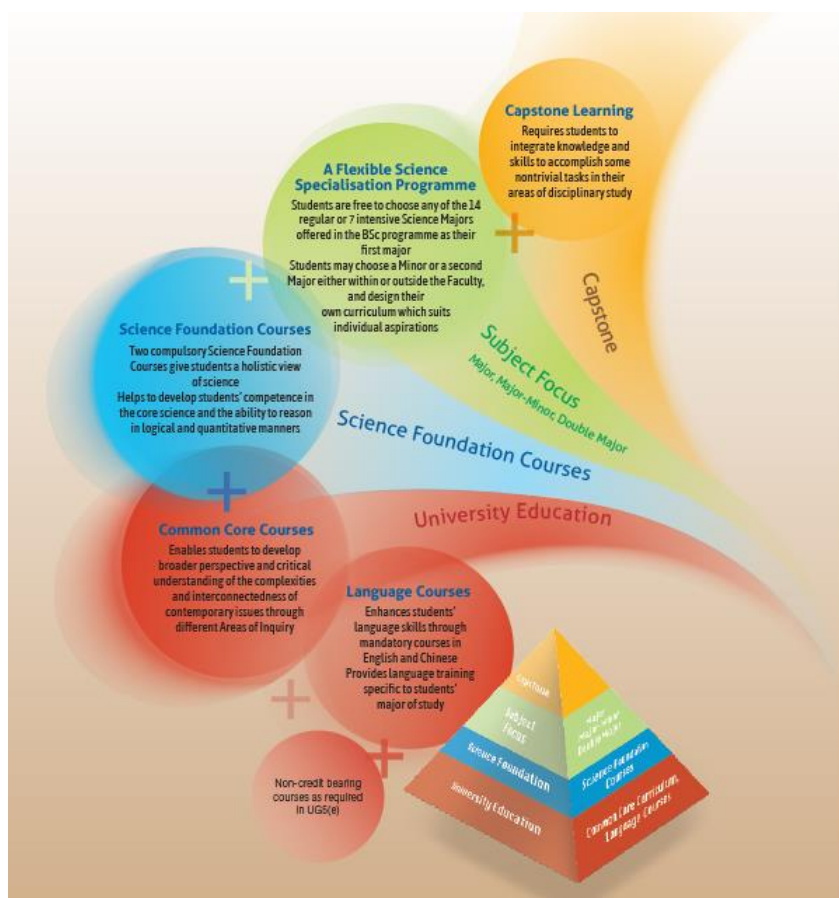 Capstone Learning
Requires students to
integrate knowledge and
skills to accomplish some
nontrivial tasks in their
areas of disciplinary study
A Flexible Science
Specialisation Programme
Students are free to choose any of the 14
regular or 7 intensive Science Majors
offered in the BSc programme as their
first major
Students may choose a Minor or a second
Major either within or outside the Faculty,
and design their
own curriculum which suits
individual aspirations
Capstone
Science Foundation Courses
Two compulsory Science Foundation
Courses give students a holistic view
of science
Helps to develop students' competence in
the core science and the ability to reason
in logical and quantitative manners
Subject Focus
Major, Major-Minor, Double Major
Science Foundation Courses
University Education
Common Core Courses
Enables students to develop
broader perspective and critical
understanding of the complexities
and interconnectedness of
contemporary issues through
different Areas of Inquiry
Language Courses
Enhances students'
language skills through
mandatory courses in
English and Chinese
Provides language training
specific to students'
major of study
Non-credit bearing
courses as required
in UG5(e)
Capstone
Subject
Focus
Major
Major-Minor
Double Major
Science Foundation
Science Foundation
Courses
University Education
Common Core Curriculum,
Language Courses